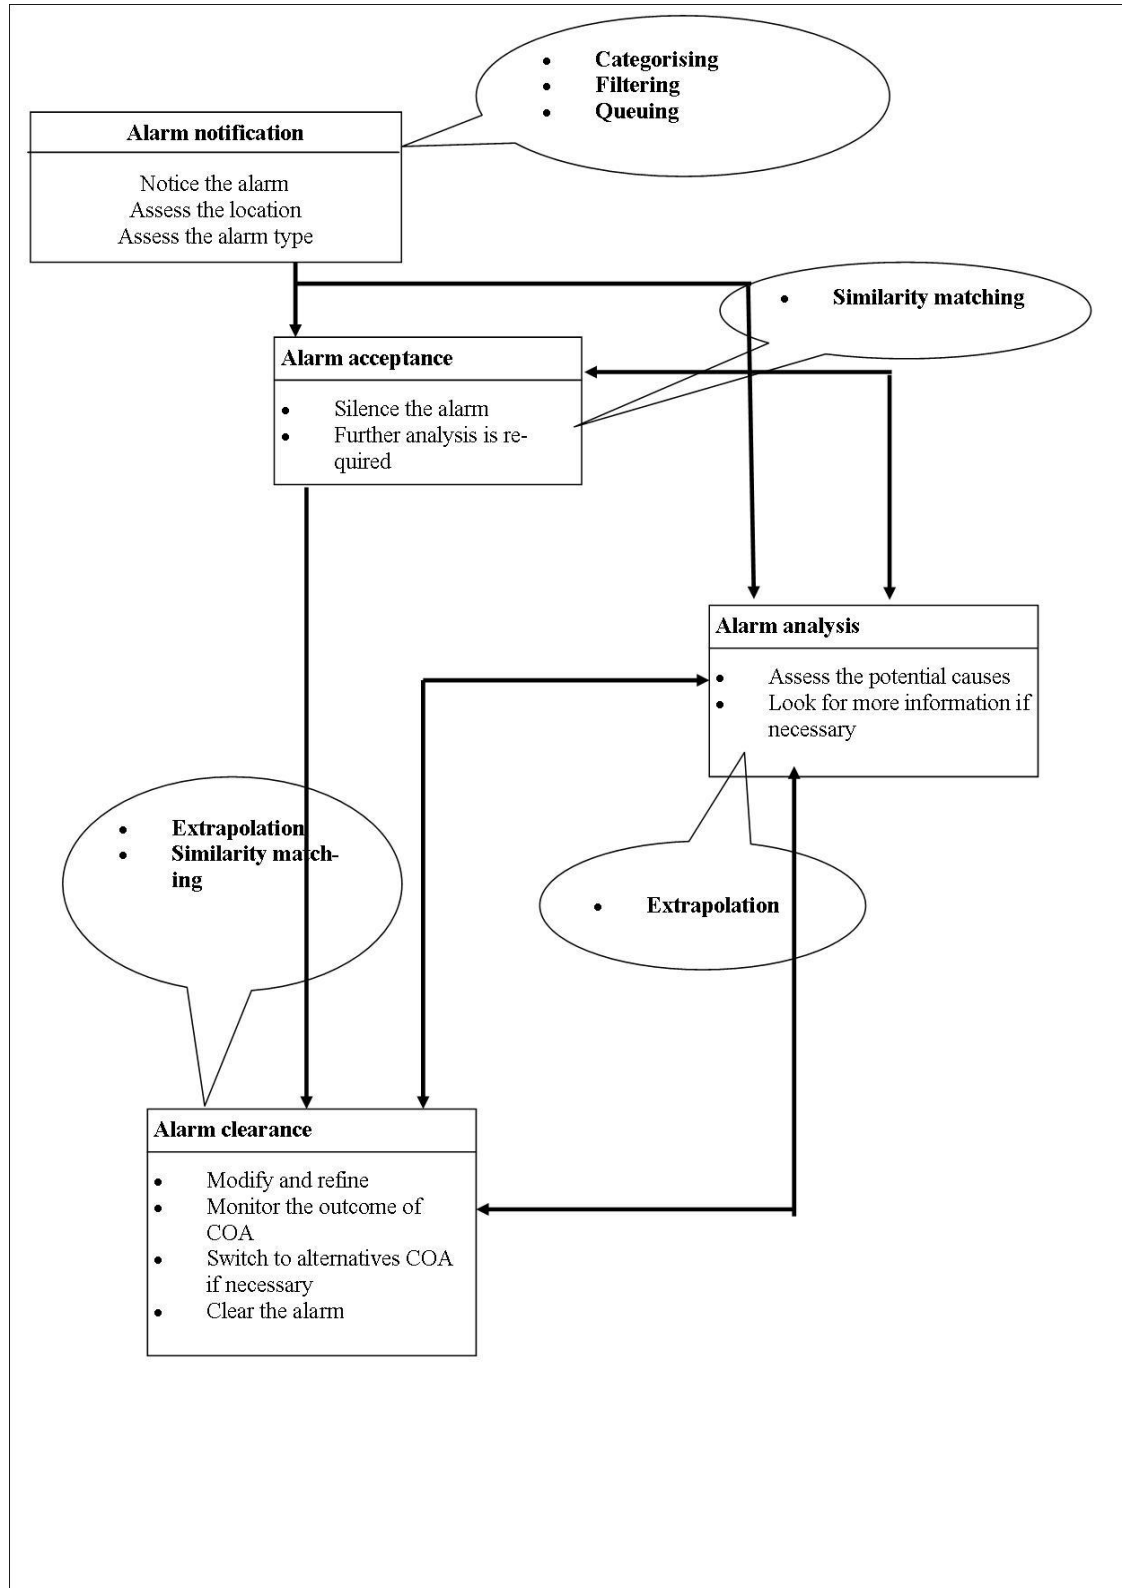 • Categorising
• Filtering
• Queuing
Alarm notification
Notice the alarm
Assess the location
Assess the alarm type
• Similarity matching
Alarm acceptance
• Silence the alarm
• Further analysis is re-
quired
Alarm analysis
• Assess the potential causes
• Look for more information if
necessary
• Extrapolation
• Similarity match-
ing
• Extrapolation
Alarm clearance
• Modify and refine
• Monitor the outcome of
COA
• Switch to alternatives COA
if necessary
• Clear the alarm